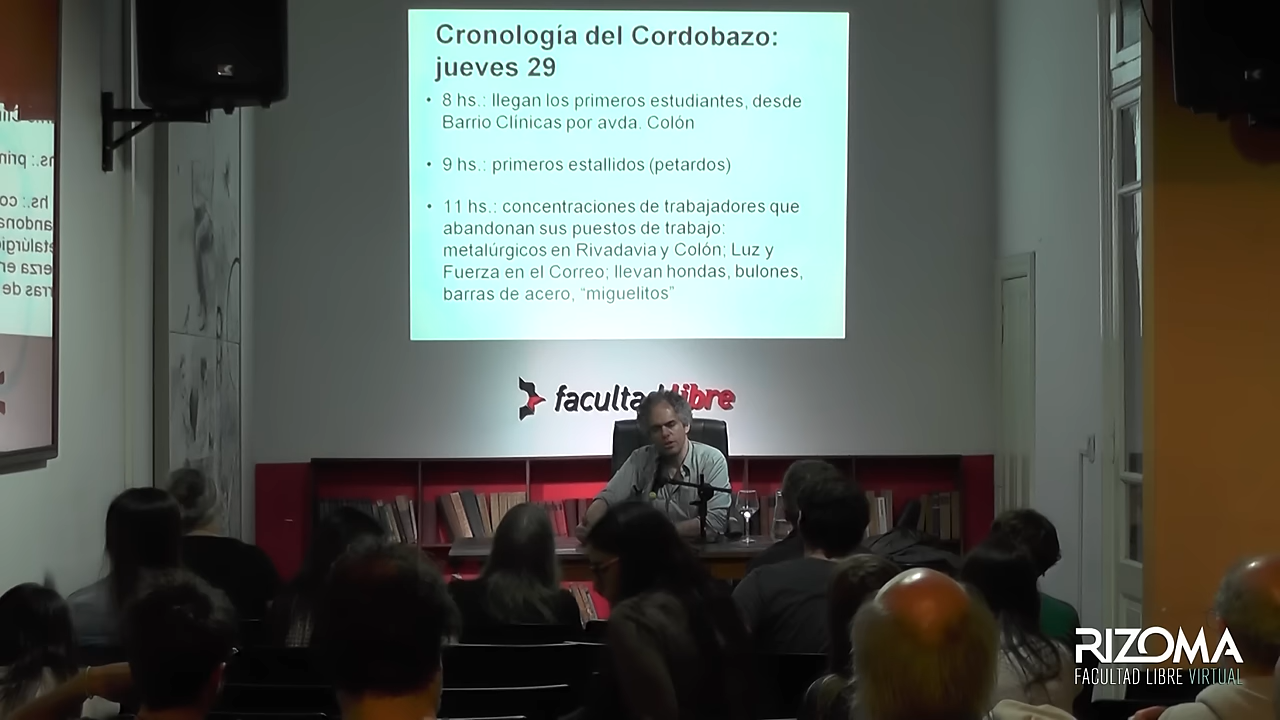 Cronología del Cordobazo:
jueves 29
• 8 hs.: llegan los primeros estudiantes, desde
Barrio Clínicas por avda. Colón
• 9 hs.: primeros estallidos (petardos)
• 11 hs.: concentraciones de trabajadores que
abandonan sus puestos de trabajo:
metalúrgicos en Rivadavia y Colón; Luz y
Fuerza en el Correo; llevan hondas, bulones,
barras de acero, “miguelitos”
facultad libre
RIZOMA
FACULTAD LIBRE VIRTUAL